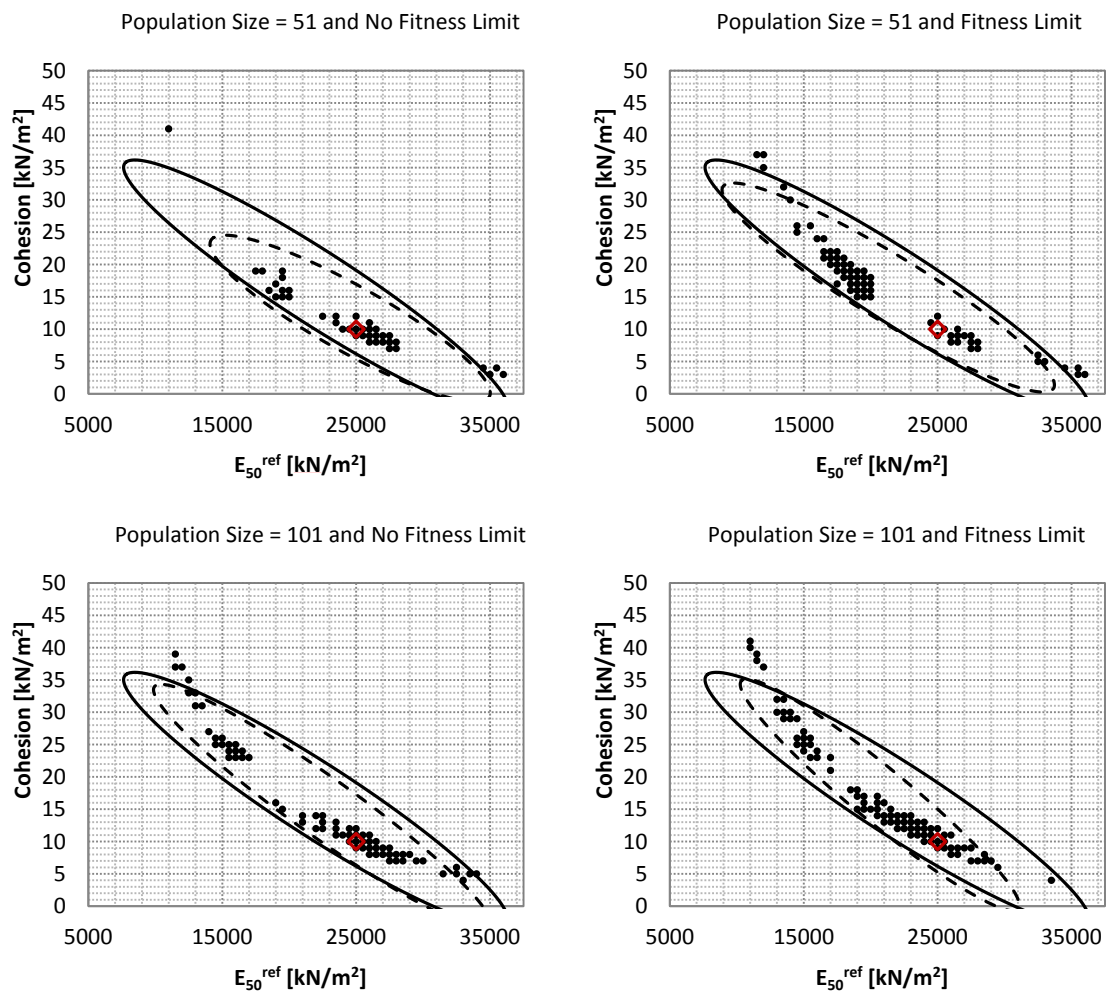 Population Size = 51 and No Fitness Limit
50
45
40
35
30
25
20
15
10
5
0
Cohesion [kN/m²]
5000 15000 25000 35000
E₅₀ʳᵉᶠ [kN/m²]
Population Size = 51 and Fitness Limit
50
45
40
35
30
25
20
15
10
5
0
Cohesion [kN/m²]
5000 15000 25000 35000
E₅₀ʳᵉᶠ [kN/m²]
Population Size = 101 and No Fitness Limit
50
45
40
35
30
25
20
15
10
5
0
Cohesion [kN/m²]
5000 15000 25000 35000
E₅₀ʳᵉᶠ [kN/m²]
Population Size = 101 and Fitness Limit
50
45
40
35
30
25
20
15
10
5
0
Cohesion [kN/m²]
5000 15000 25000 35000
E₅₀ʳᵉᶠ [kN/m²]